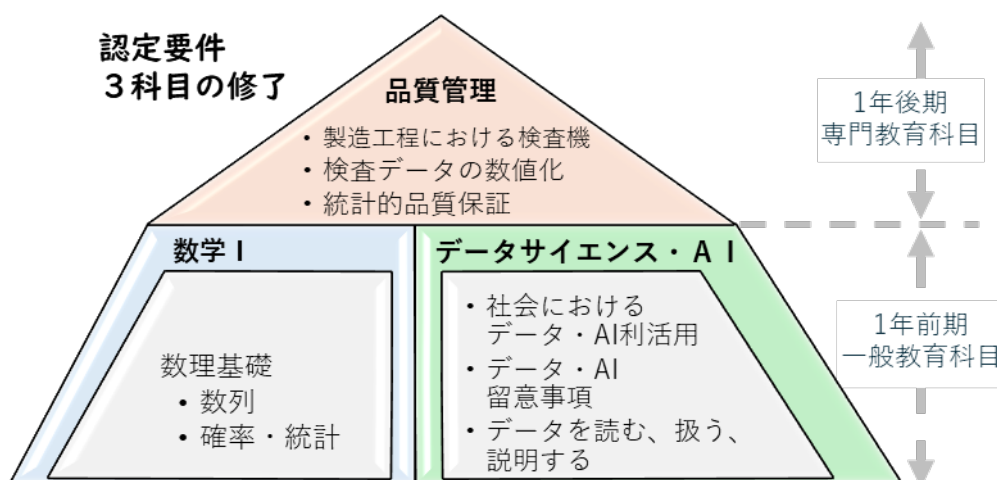 認定要件
３科目の修了
品質管理
・製造工程における検査機
・検査データの数値化
・統計的品質保証
1年後期
専門教育科目
数学Ⅰ
数理基礎
・数列
・確率・統計
データサイエンス・ＡⅠ
・社会における
データ・AI利活用
・データ・AI
留意事項
・データを読む、扱う、
説明する
1年前期
一般教育科目